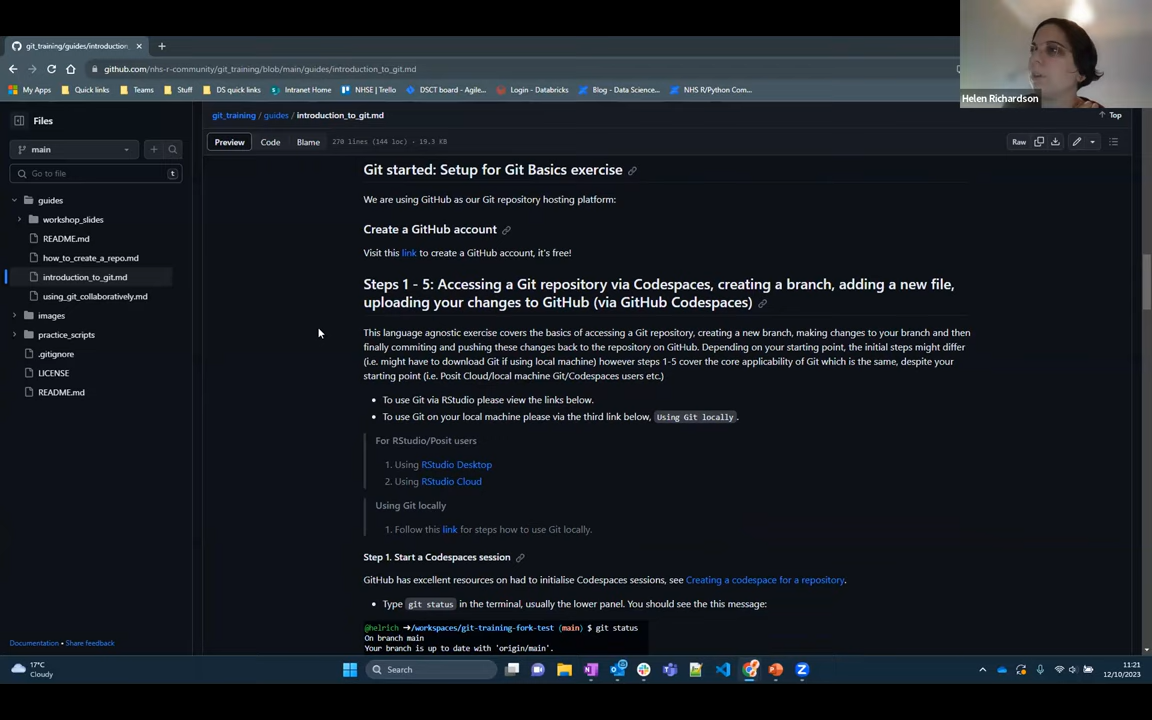 git_training/guides/introduction
github.com/nhs-r-community/git_training/blob/main/guides/introduction_to_git.md
My Apps
Quick links
Teams
Stuff
DS quick links
Intranet Home
NHSE | Trello
DSCT board - Agile...
Login - Databricks
Blog - Data Science...
NHS R/Python Com...
Helen Richardson
Files
git_training / guides / introduction_to_git.md
Top
main
Preview
Code
Blame
270 lines (144 loc) · 19.3 KB
Raw
Go to file
t
guides
workshop_slides
README.md
how_to_create_a_repo.md
introduction_to_git.md
using_git_collaboratively.md
images
practice_scripts
.gitignore
LICENSE
README.md
Documentation • Share feedback
Git started: Setup for Git Basics exercise
We are using GitHub as our Git repository hosting platform:
Create a GitHub account
Visit this link to create a GitHub account, it's free!
Steps 1 - 5: Accessing a Git repository via Codespaces, creating a branch, adding a new file,
uploading your changes to GitHub (via GitHub Codespaces)
This language agnostic exercise covers the basics of accessing a Git repository, creating a new branch, making changes to your branch and then
finally commiting and pushing these changes back to the repository on GitHub. Depending on your starting point, the initial steps might differ
(i.e. might have to download Git if using local machine) however steps 1-5 cover the core applicability of Git which is the same, despite your
starting point (i.e. Posit Cloud/local machine Git/Codespaces users etc.)
• To use Git via RStudio please view the links below.
• To use Git on your local machine please via the third link below, Using Git locally.
For RStudio/Posit users
1. Using RStudio Desktop
2. Using RStudio Cloud
Using Git locally
1. Follow this link for steps how to use Git locally.
Step 1. Start a Codespaces session
GitHub has excellent resources on had to initialise Codespaces sessions, see Creating a codespace for a repository.
• Type git status in the terminal, usually the lower panel. You should see the this message:
@helrich ➜/workspaces/git-training-fork-test (main) $ git status
On branch main
Your branch is up to date with 'origin/main'.
17°C
Cloudy
Search
11:21
12/10/2023